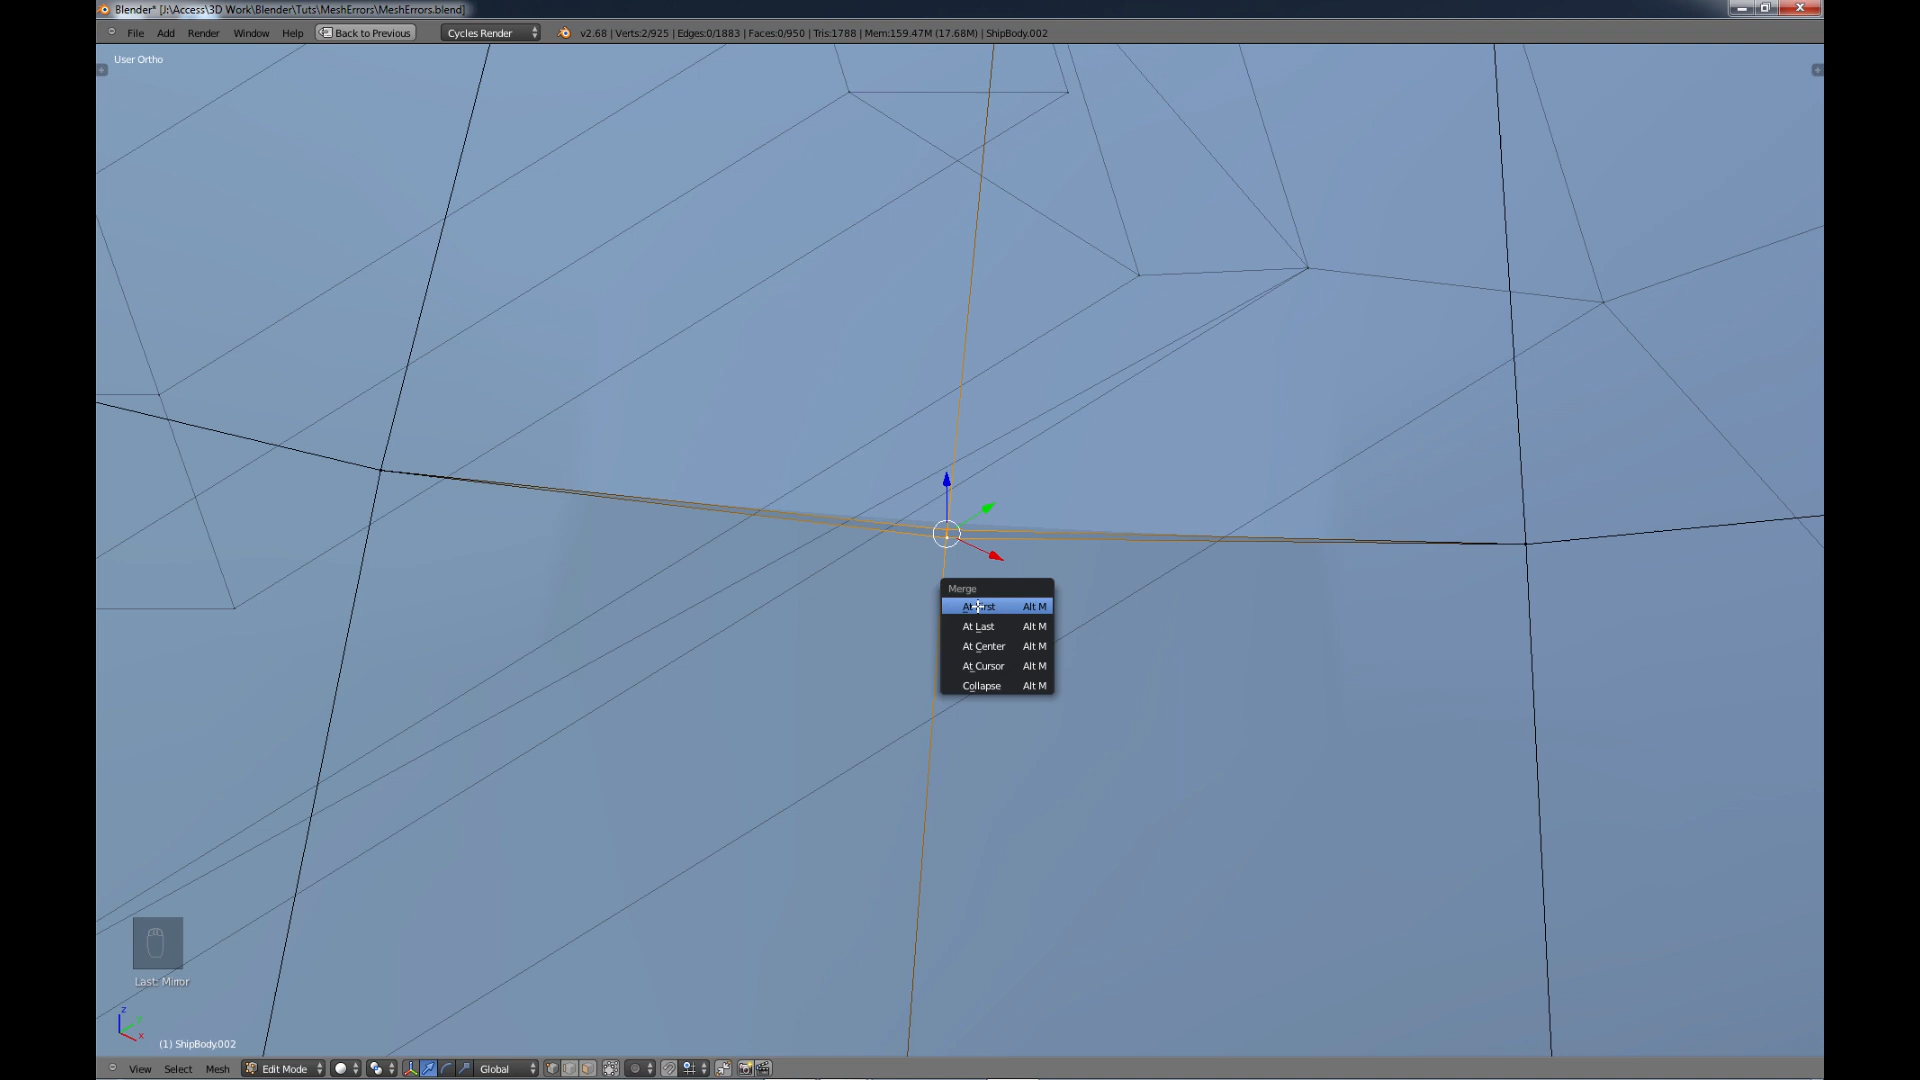 Blender* [J:\Access\3D Work\Blender\Tuts\MeshErrors\MeshErrors.blend]
File Add Render Window Help Back to Previous Cycles Render v2.68 | Verts:2/925 | Edges:0/1883 | Faces:0/950 | Tris:1788 | Mem:159.47M (17.68M) | ShipBody.002
User Ortho
Merge
At First Alt M
At Last Alt M
At Center Alt M
At Cursor Alt M
Collapse Alt M
Last: Mirror
z
y
x
(1) ShipBody.002
View Select Mesh Edit Mode Global